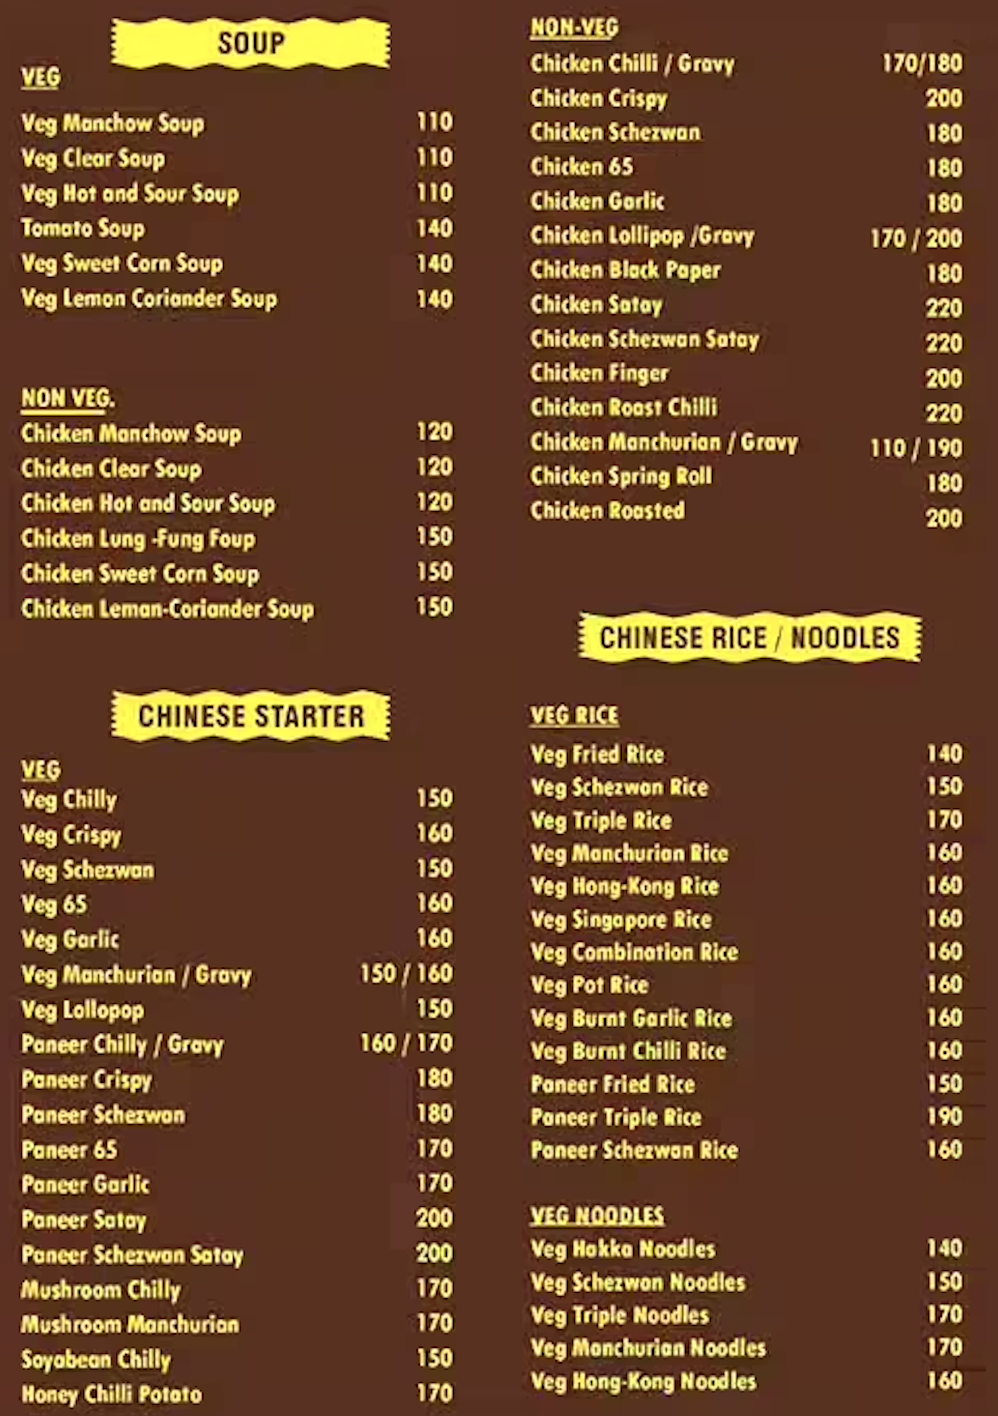 SOUP
VEG
Veg Manchow Soup 110
Veg Clear Soup 110
Veg Hot and Sour Soup 110
Tomato Soup 140
Veg Sweet Corn Soup 140
Veg Lemon Coriander Soup 140
NON VEG.
Chicken Manchow Soup 120
Chicken Clear Soup 120
Chicken Hot and Sour Soup 120
Chicken Lung -Fung Foup 150
Chicken Sweet Corn Soup 150
Chicken Leman-Coriander Soup 150
CHINESE STARTER
VEG
Veg Chilly 150
Veg Crispy 160
Veg Schezwan 150
Veg 65 160
Veg Garlic 160
Veg Manchurian / Gravy 150 / 160
Veg Lollopop 150
Paneer Chilly / Gravy 160 / 170
Paneer Crispy 180
Paneer Schezwan 180
Paneer 65 170
Paneer Garlic 170
Paneer Satay 200
Paneer Schezwan Satay 200
Mushroom Chilly 170
Mushroom Manchurian 170
Soyabean Chilly 150
Honey Chilli Potato 170
NON-VEG
Chicken Chilli / Gravy 170/180
Chicken Crispy 200
Chicken Schezwan 180
Chicken 65 180
Chicken Garlic 180
Chicken Lollipop /Gravy 170 / 200
Chicken Black Paper 180
Chicken Satay 220
Chicken Schezwan Satay 220
Chicken Finger 200
Chicken Roast Chilli 220
Chicken Manchurian / Gravy 110 / 190
Chicken Spring Roll 180
Chicken Roasted 200
CHINESE RICE / NOODLES
VEG RICE
Veg Fried Rice 140
Veg Schezwan Rice 150
Veg Triple Rice 170
Veg Manchurian Rice 160
Veg Hong-Kong Rice 160
Veg Singapore Rice 160
Veg Combination Rice 160
Veg Pot Rice 160
Veg Burnt Garlic Rice 160
Veg Burnt Chilli Rice 160
Paneer Fried Rice 150
Paneer Triple Rice 190
Paneer Schezwan Rice 160
VEG NOODLES
Veg Hakka Noodles 140
Veg Schezwan Noodles 150
Veg Triple Noodles 170
Veg Manchurian Noodles 170
Veg Hong-Kong Noodles 160